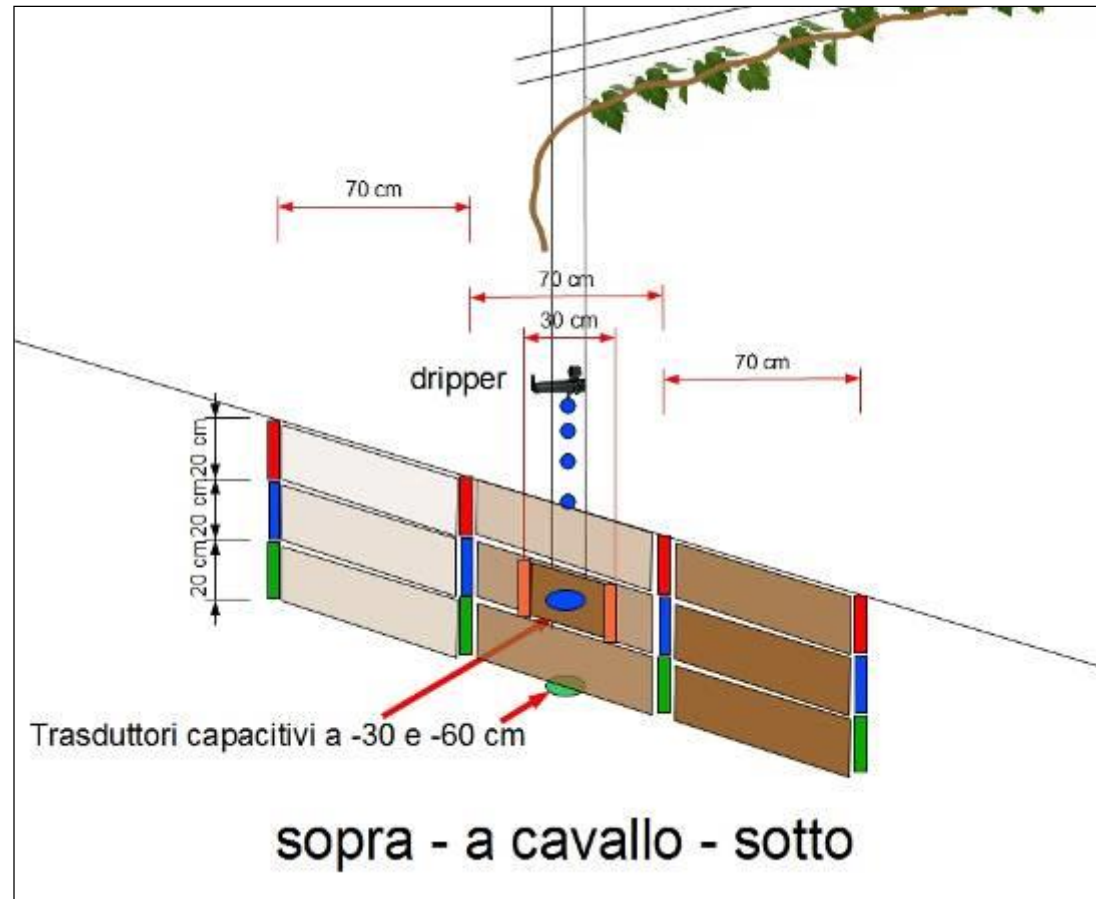 70 cm
70 cm
30 cm
70 cm
dripper
20 cm
20 cm
20 cm
Trasduttori capacitivi a -30 e -60 cm
sopra - a cavallo - sotto